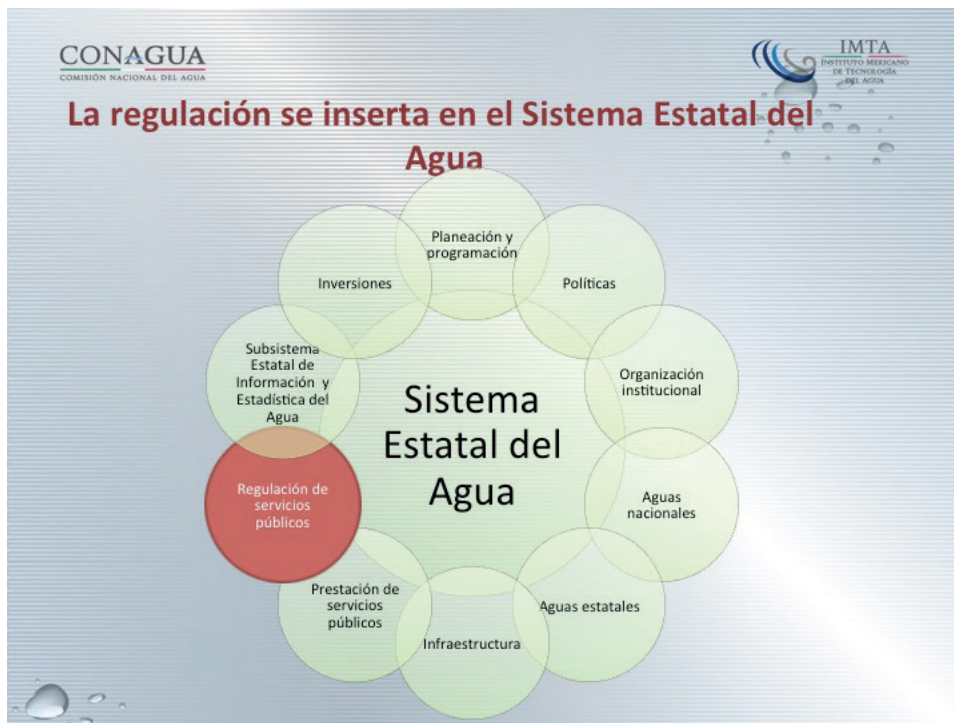 CONAGUA
COMISIÓN NACIONAL DEL AGUA
IMTA
INSTITUTO MEXICANO
DE TECNOLOGÍA
DEL AGUA
La regulación se inserta en el Sistema Estatal del
Agua
Planeación y
programación
Políticas
Organización
institucional
Aguas
nacionales
Aguas estatales
Infraestructura
Prestación de
servicios
públicos
Regulación de
servicios
públicos
Subsistema
Estatal de
Información y
Estadística del
Agua
Inversiones
Sistema
Estatal del
Agua